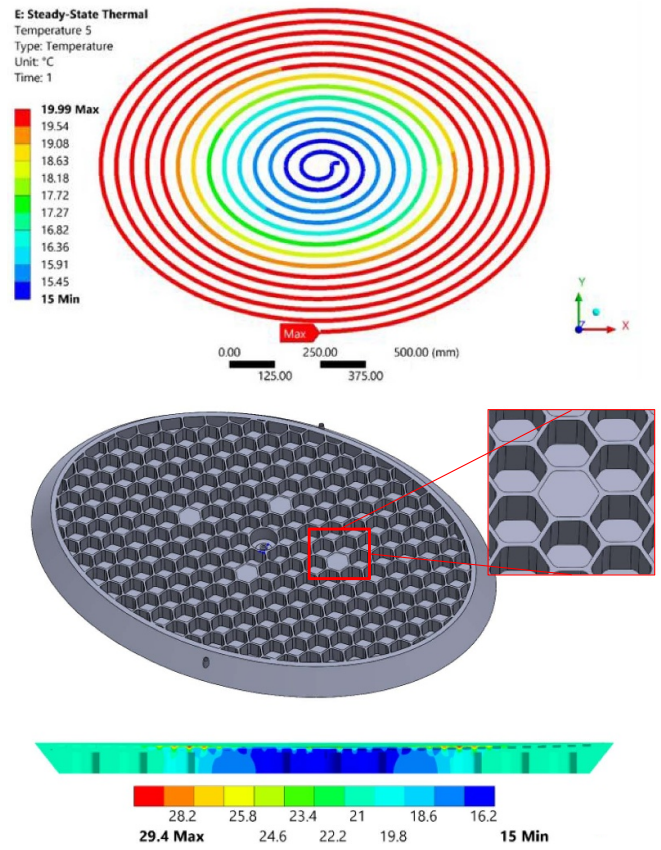 E: Steady-State Thermal
Temperature 5
Type: Temperature
Unit: °C
Time: 1
19.99 Max
19.54
19.08
18.63
18.18
17.72
17.27
16.82
16.36
15.91
15.45
15 Min
Max
Y
Z
X
0.00 250.00 500.00 (mm)
125.00 375.00
28.2 25.8 23.4 21 18.6 16.2
29.4 Max 24.6 22.2 19.8 15 Min